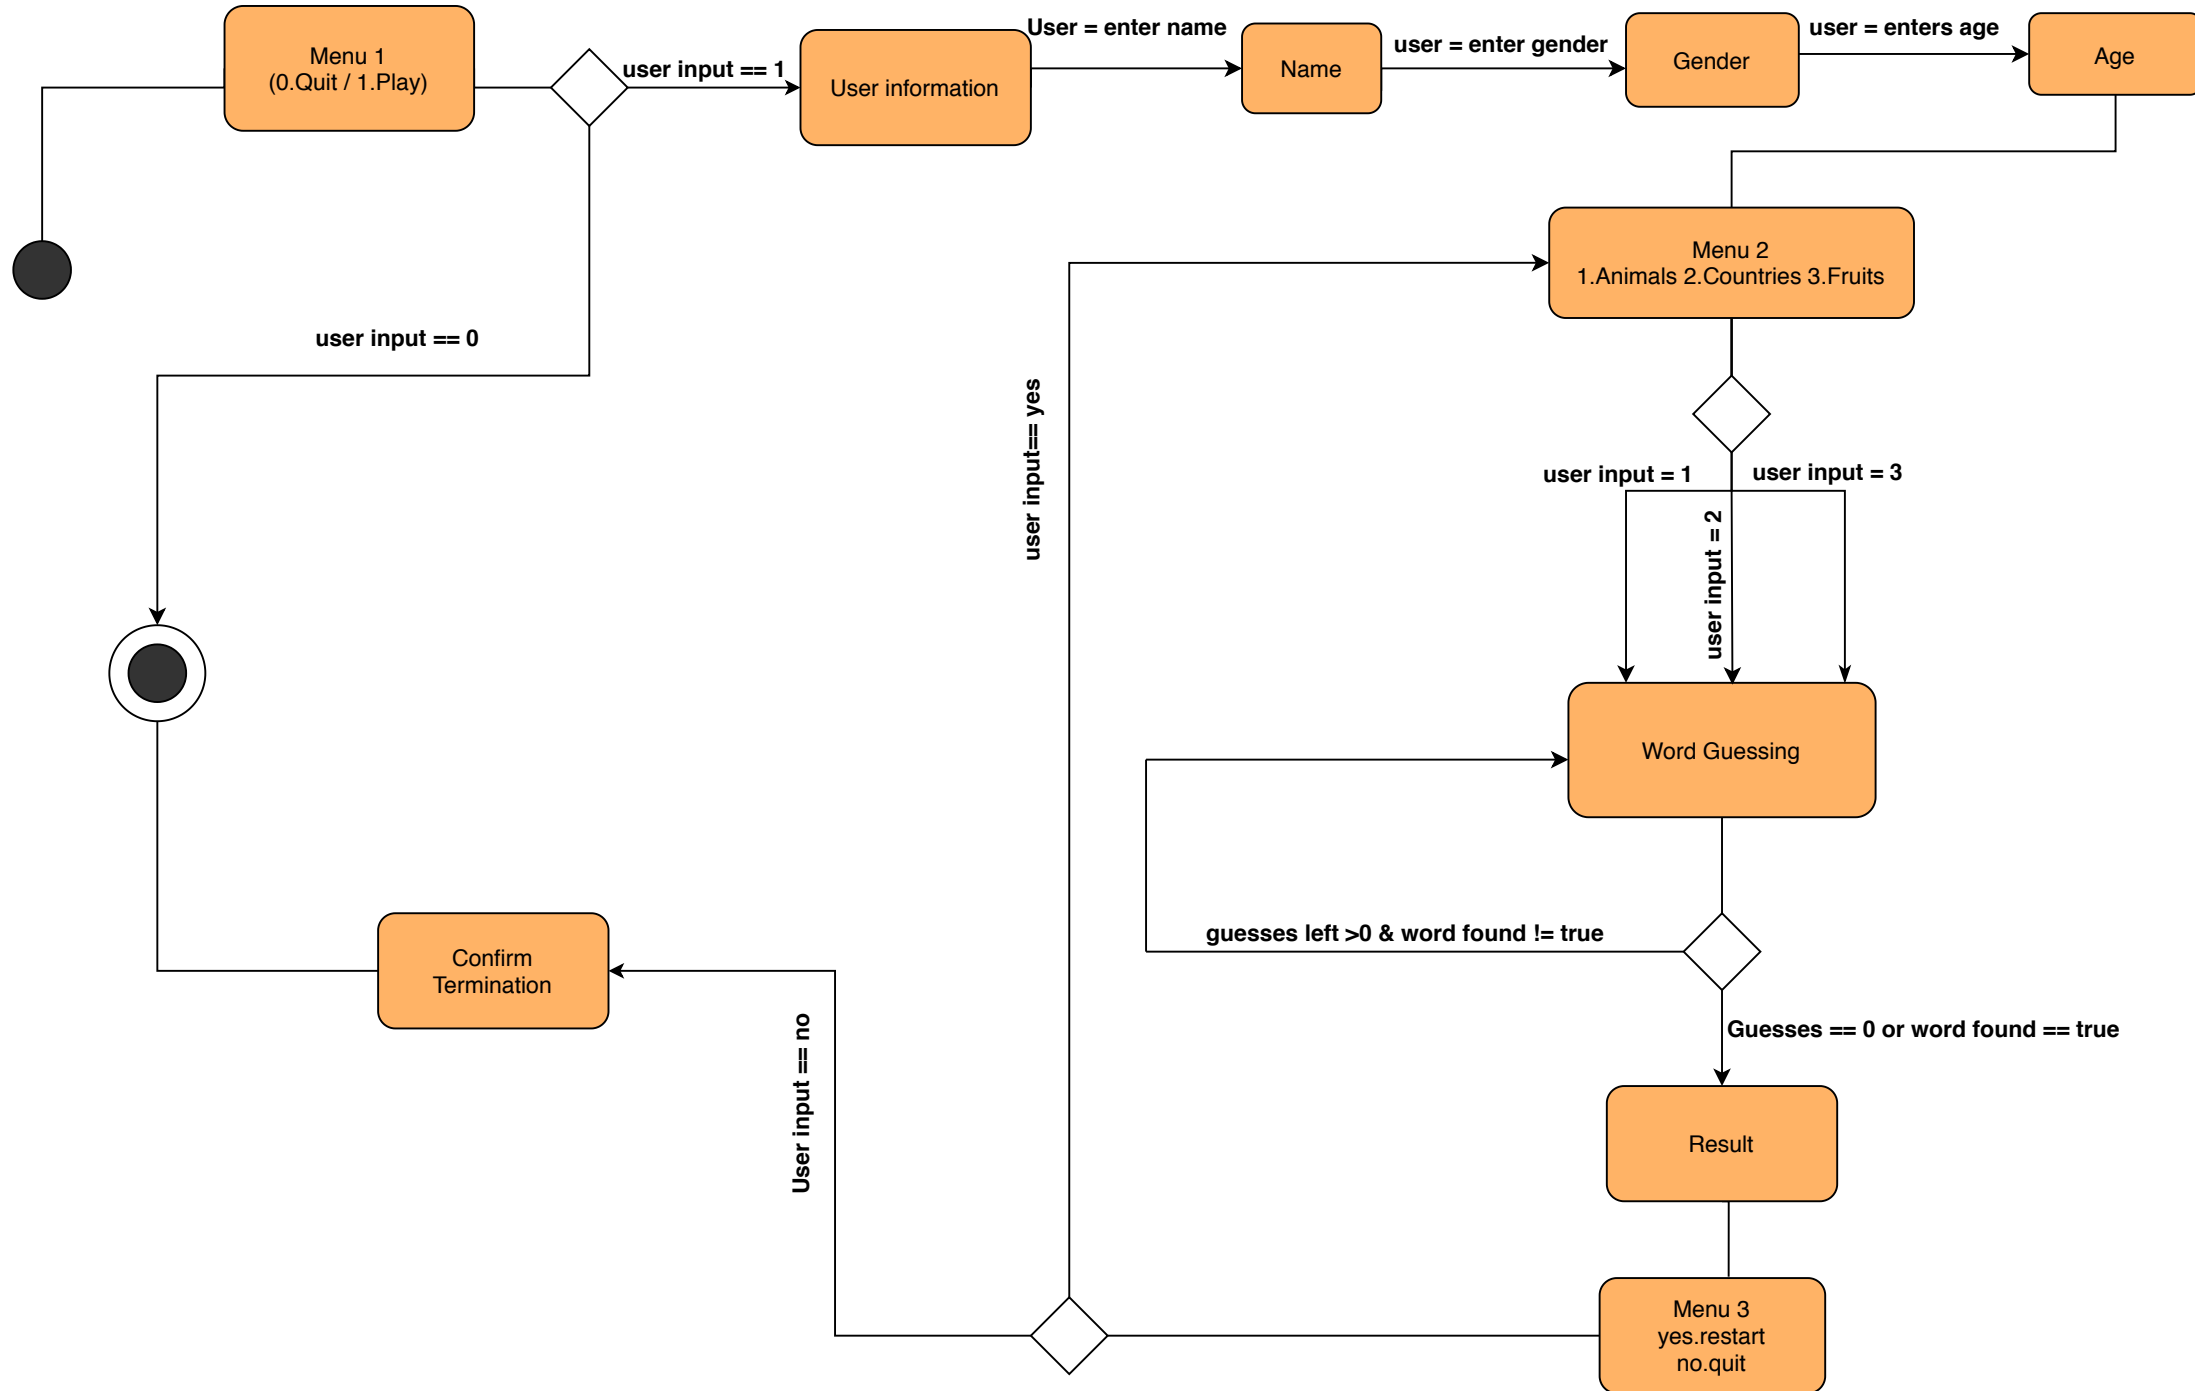 Menu 1
(0.Quit / 1.Play)
user input == 1
User information
User = enter name
Name
user = enter gender
Gender
user = enters age
Age
Menu 2
1.Animals 2.Countries 3.Fruits
user input == 0
user input== yes
user input = 1
user input = 3
user input = 2
Word Guessing
guesses left >0 & word found != true
Confirm
Termination
Guesses == 0 or word found == true
User input == no
Result
Menu 3
yes.restart
no.quit